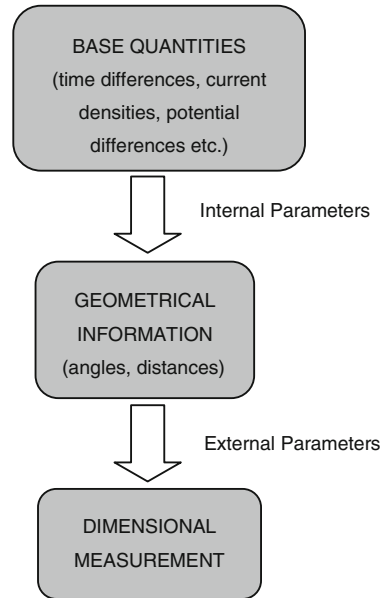 BASE QUANTITIES
(time differences, current
densities, potential
differences etc.)
Internal Parameters
GEOMETRICAL
INFORMATION
(angles, distances)
External Parameters
DIMENSIONAL
MEASUREMENT